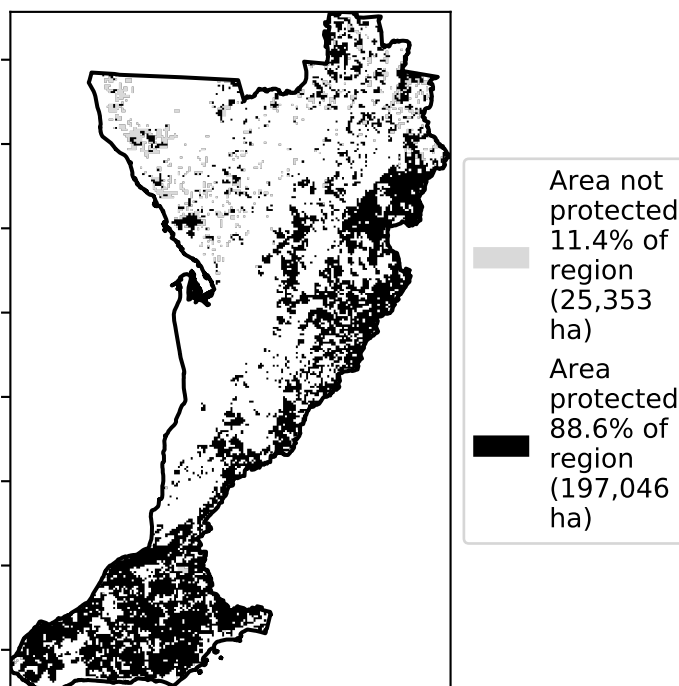 Area not
protected
11.4% of
region
(25,353
ha)
Area
protected
88.6% of
region
(197,046
ha)